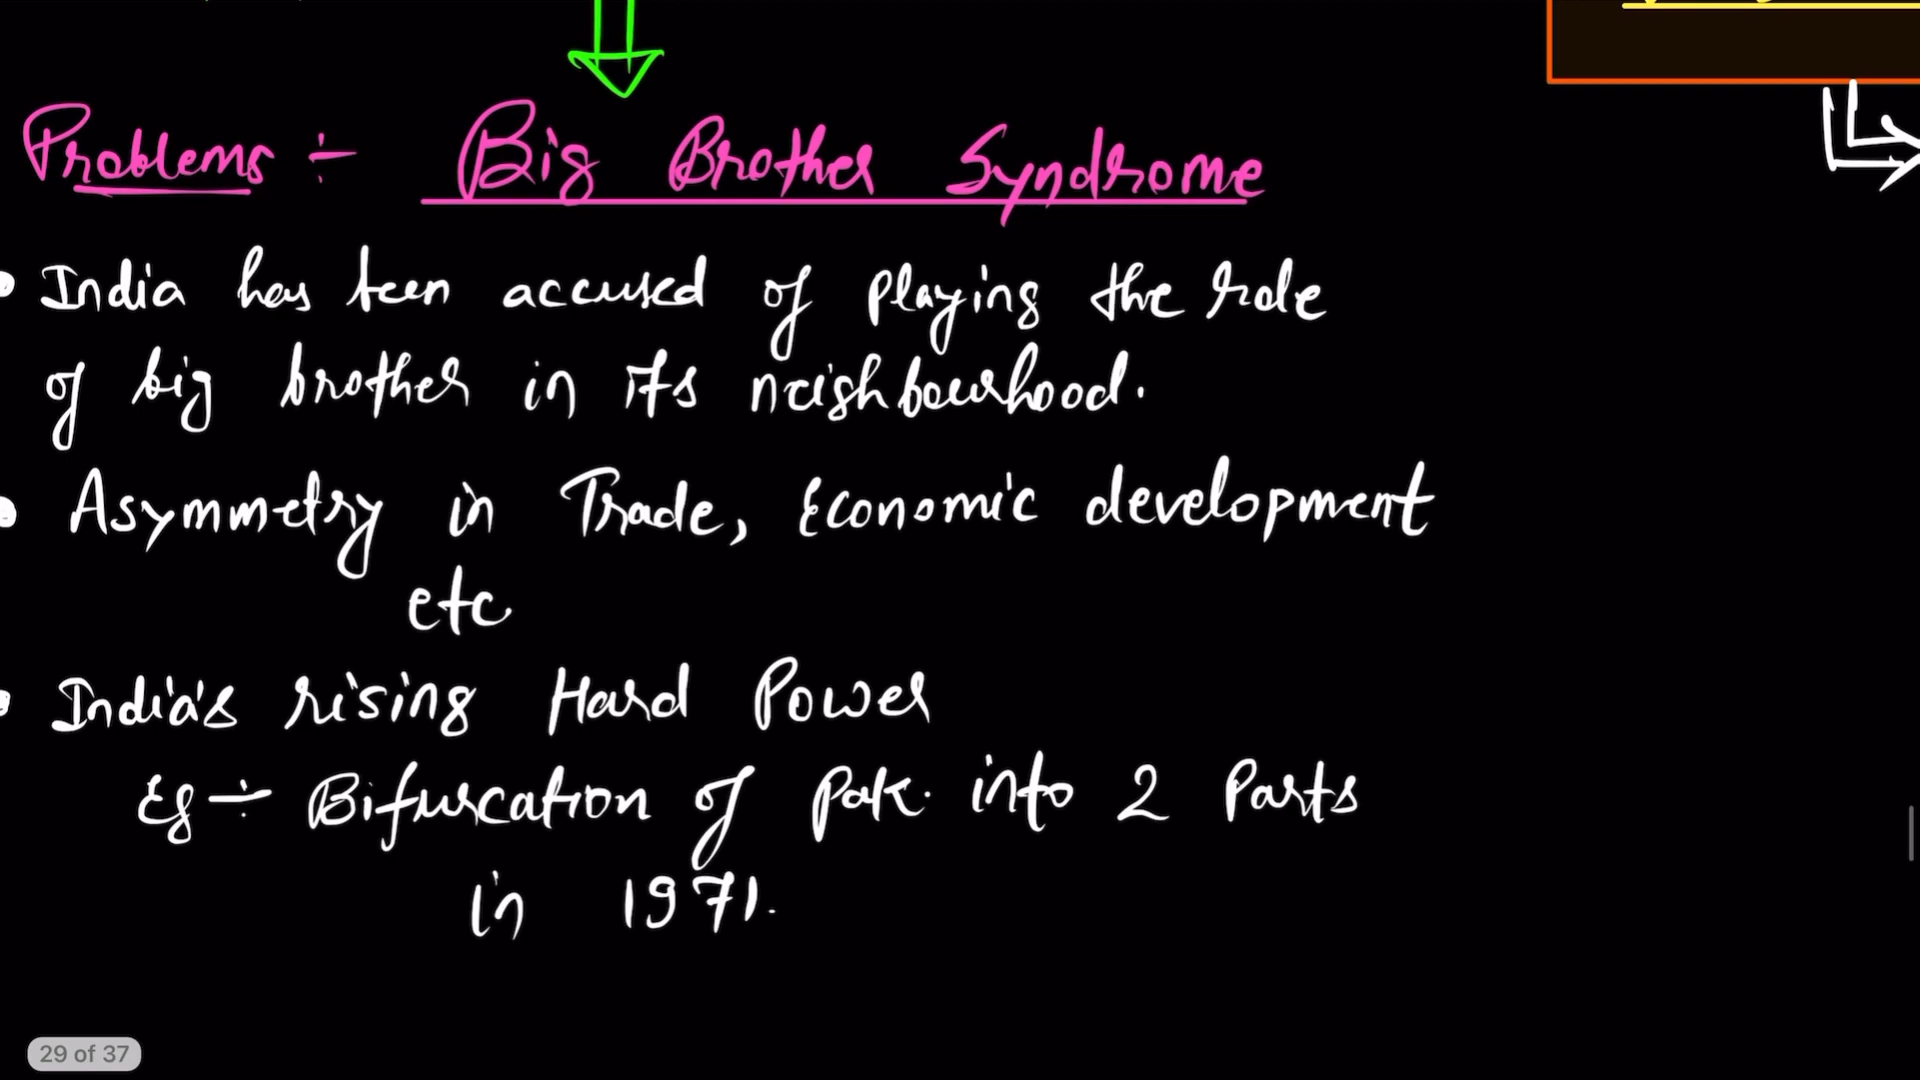 Problems :- Big Brother Syndrome
• India has been accused of playing the role
of big brother in its neighbourhood.
• Asymmetry in Trade, Economic development
etc
• India's rising Hard Power
Eg :- Bifurcation of Pak. into 2 Parts
in 1971.
29 of 37